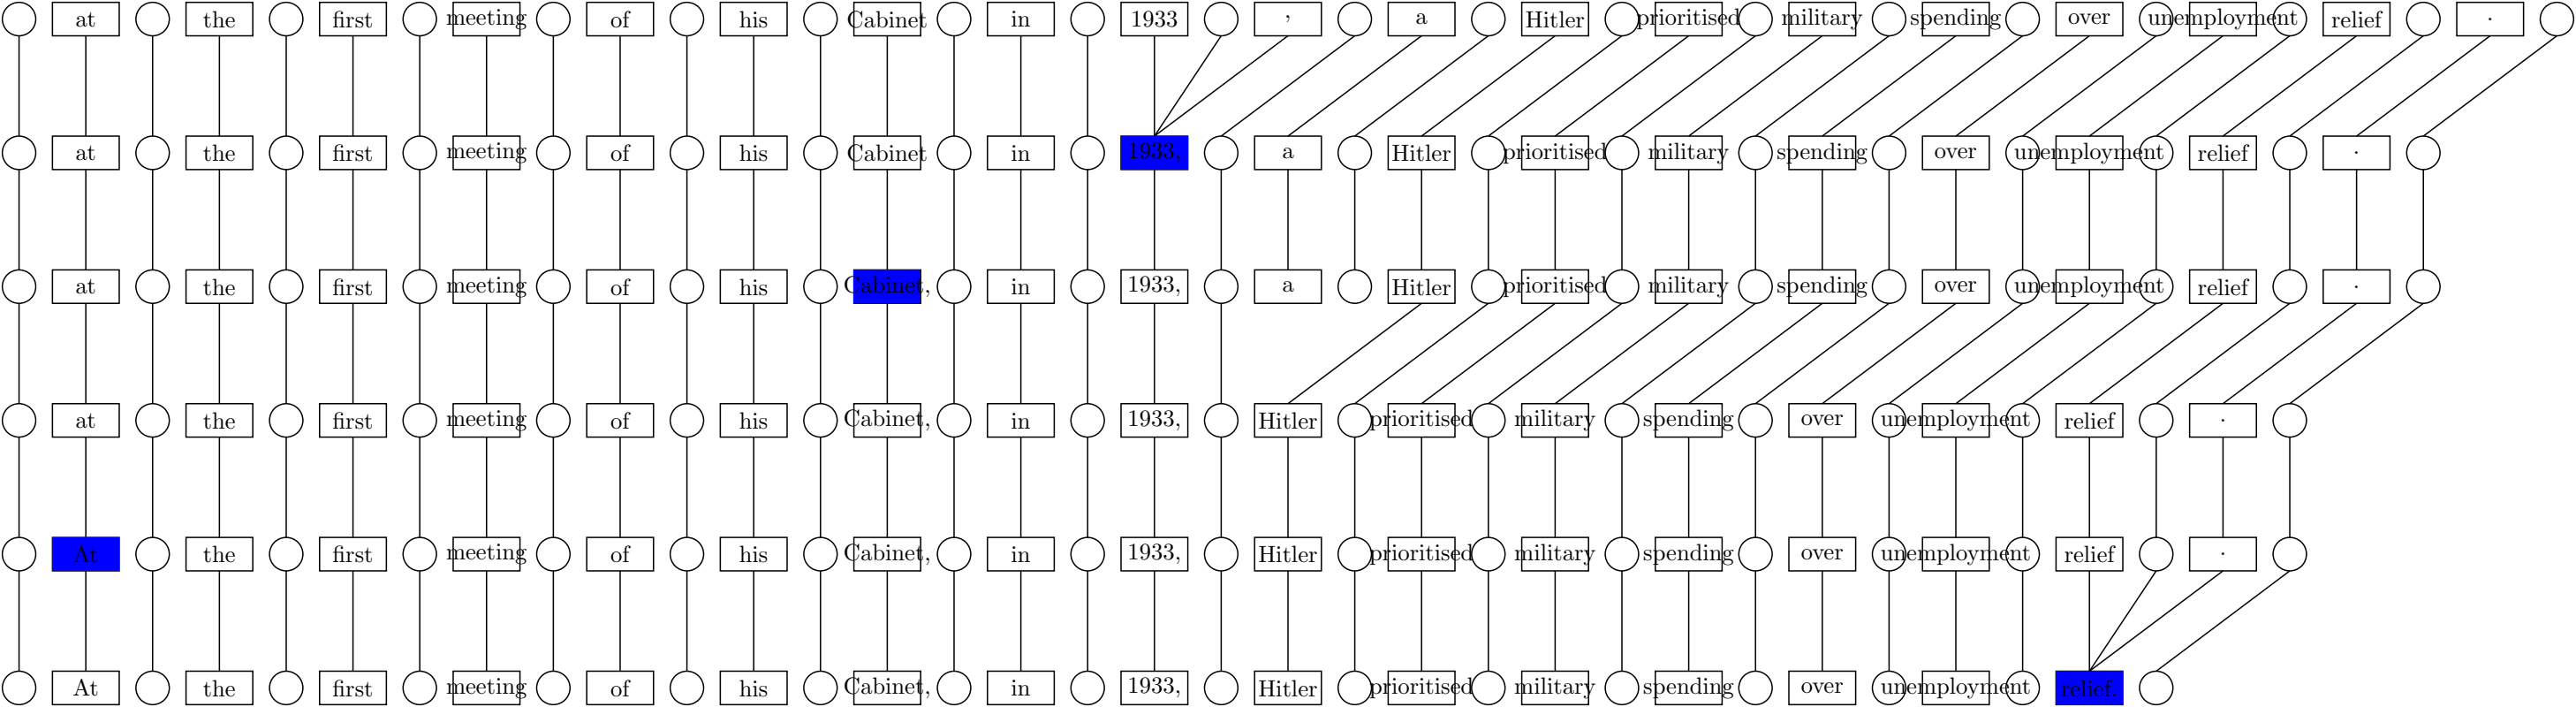 at the first meeting of his Cabinet in 1933 , a Hitler prioritised military spending over unemployment relief .
at the first meeting of his Cabinet in 1933, a Hitler prioritised military spending over unemployment relief .
at the first meeting of his Cabinet, in 1933, a Hitler prioritised military spending over unemployment relief .
at the first meeting of his Cabinet, in 1933, Hitler prioritised military spending over unemployment relief .
At the first meeting of his Cabinet, in 1933, Hitler prioritised military spending over unemployment relief .
At the first meeting of his Cabinet, in 1933, Hitler prioritised military spending over unemployment relief.